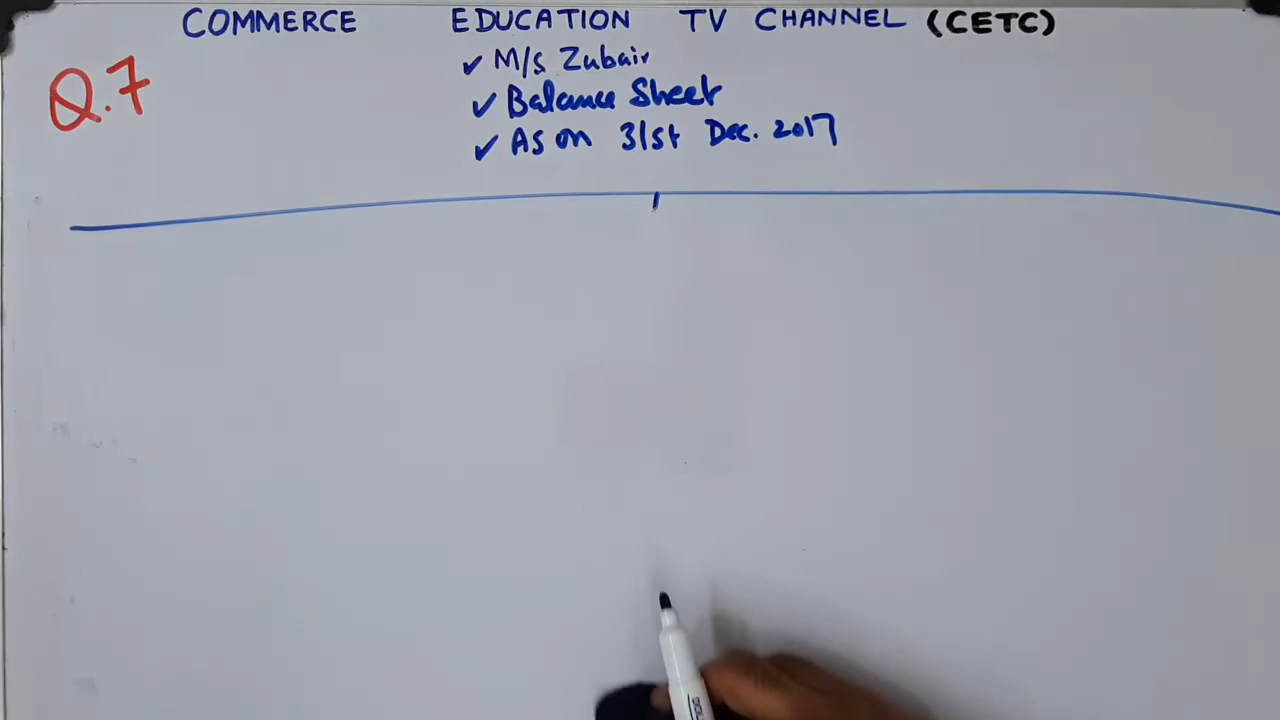 COMMERCE EDUCATION TV CHANNEL (CETC)
Q.7
✓ M/s Zubair
✓ Balance Sheet
✓ As on 31st Dec. 2017